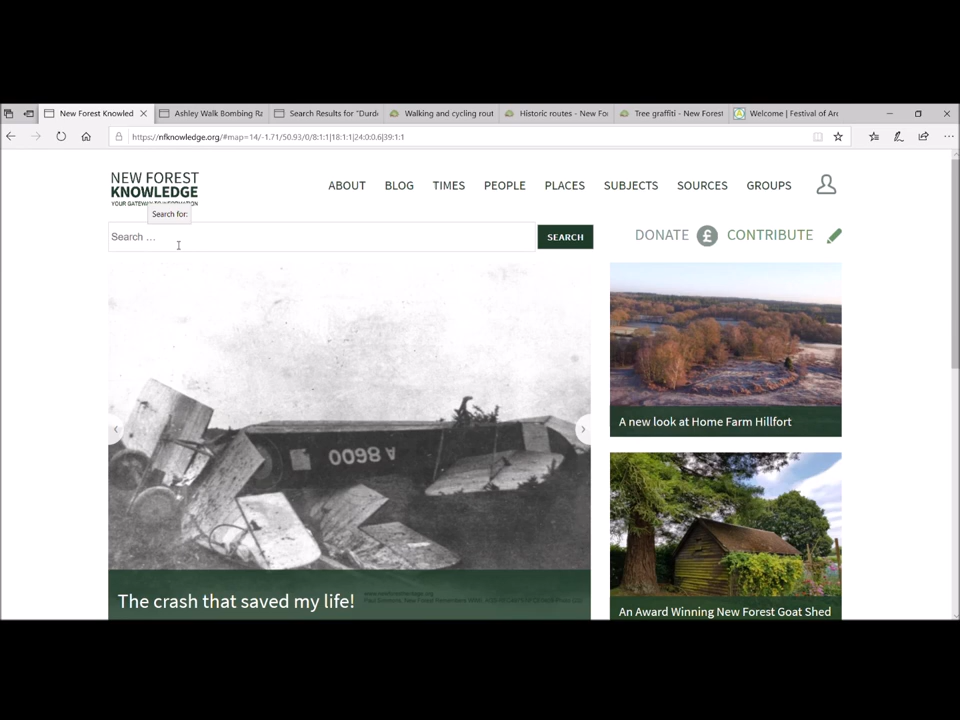 New Forest Knowled
Ashley Walk Bombing Ra
Search Results for "Durd
Walking and cycling rout
Historic routes - New Fo
Tree graffiti - New Forest
Welcome | Festival of Arc
https://nfknowledge.org/#map=14/-1.71/50.93/0/8:1:1|18:1:1|24:0:0.6|39:1:1
NEW FOREST
KNOWLEDGE
YOUR GATEWAY TO INFORMATION
ABOUT BLOG TIMES PEOPLE PLACES SUBJECTS SOURCES GROUPS
Search for:
Search ...
SEARCH
DONATE £ CONTRIBUTE
A 8600
A new look at Home Farm Hillfort
The crash that saved my life!
An Award Winning New Forest Goat Shed